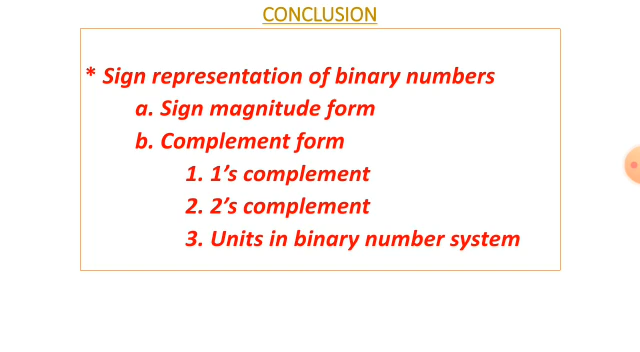 CONCLUSION
* Sign representation of binary numbers
a. Sign magnitude form
b. Complement form
1. 1’s complement
2. 2’s complement
3. Units in binary number system